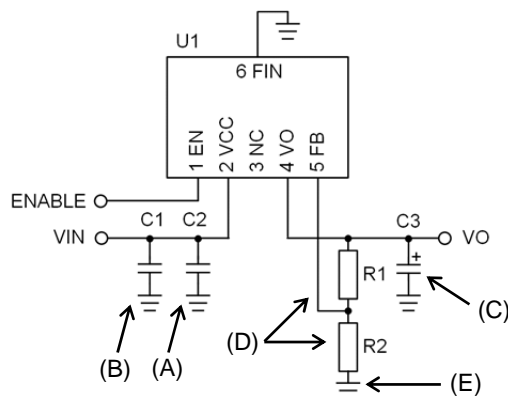 U1
6 FIN
1 EN
2 VCC
3 NC
4 VO
5 FB
ENABLE
VIN
C1
C2
C3
VO
+
R1
R2
(B)
(A)
(D)
(C)
(E)